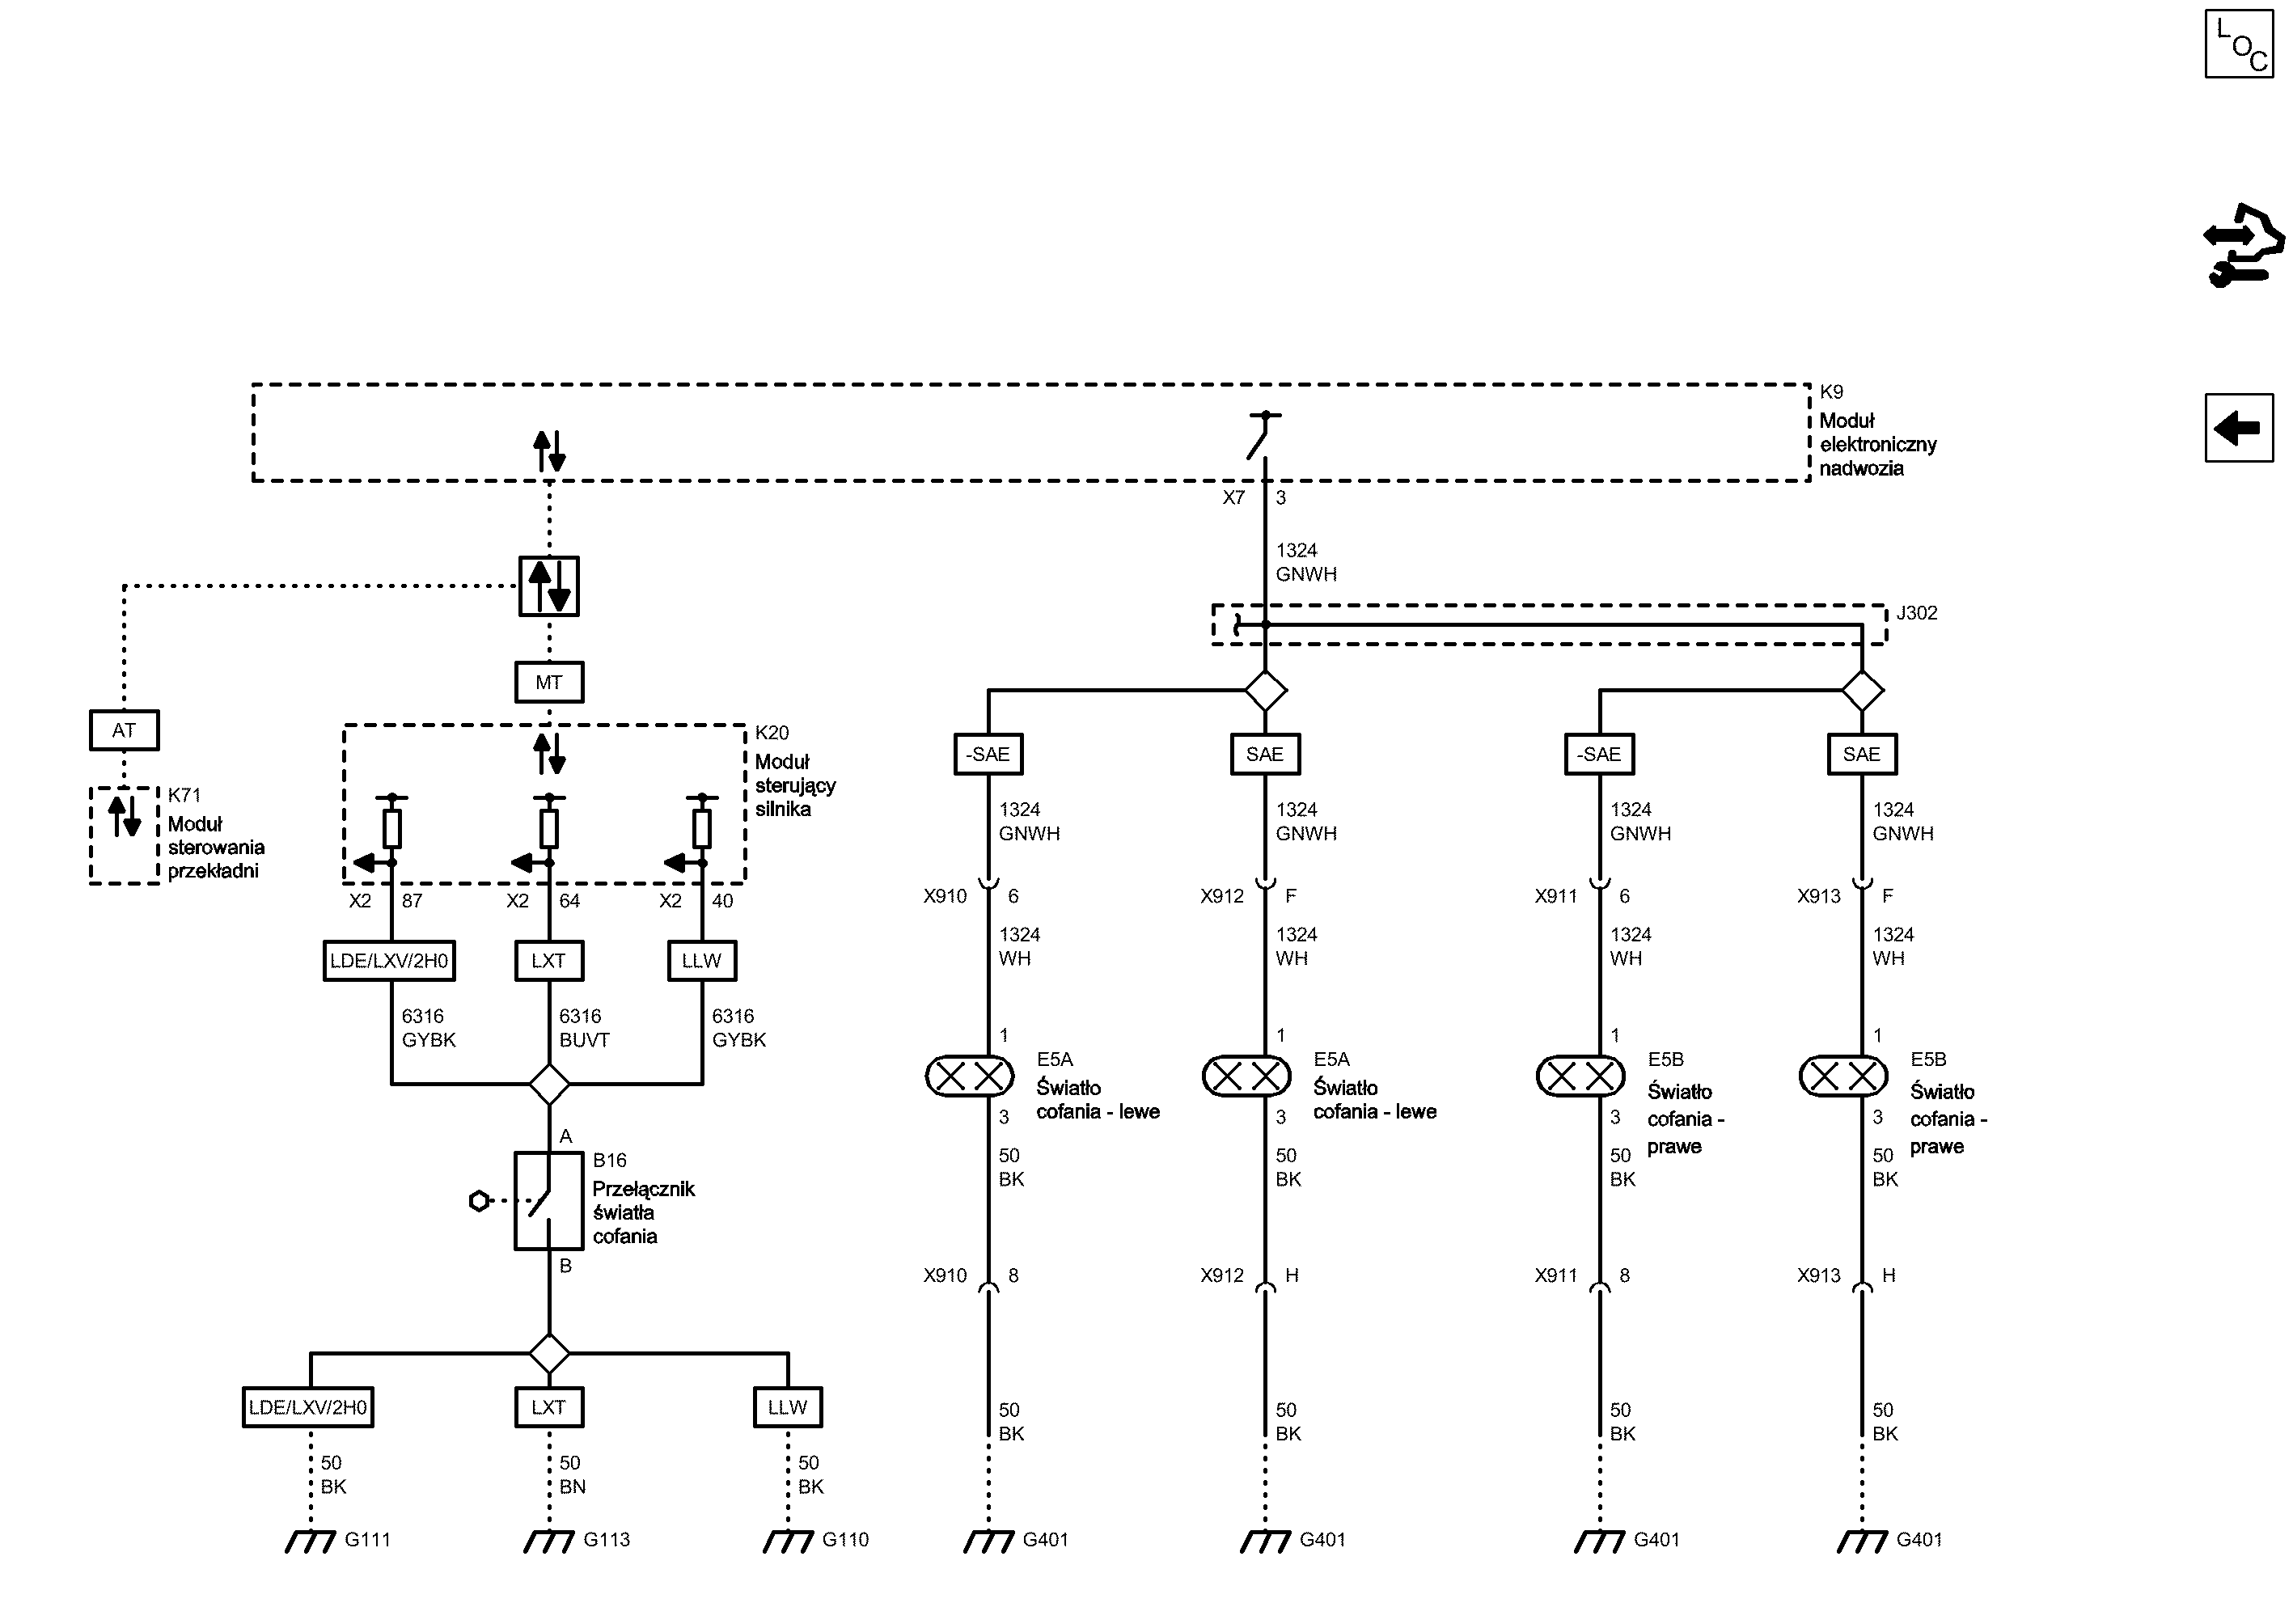 LOC
K9
Moduł
elektroniczny
nadwozia
X7 3
1324
GNWH
J302
MT
AT
K71
Moduł
sterowania
przekładni
K20
Moduł
sterujący
silnika
X2 87 X2 64 X2 40
LDE/LXV/2H0 LXT LLW
6316 6316 6316
GYBK BUVT GYBK
A
B16
Przełącznik
światła
cofania
B
LDE/LXV/2H0 LXT LLW
50 50 50
BK BN BK
G111 G113 G110
-SAE SAE -SAE SAE
1324 1324 1324 1324
GNWH GNWH GNWH GNWH
X910 6 X912 F X911 6 X913 F
1324 1324 1324 1324
WH WH WH WH
1 1 1 1
E5A
Światło
cofania - lewe
E5A
Światło
cofania - lewe
E5B
Światło
cofania -
prawe
E5B
Światło
cofania -
prawe
3 3 3 3
50 50 50 50
BK BK BK BK
X910 8 X912 H X911 8 X913 H
50 50 50 50
BK BK BK BK
G401 G401 G401 G401